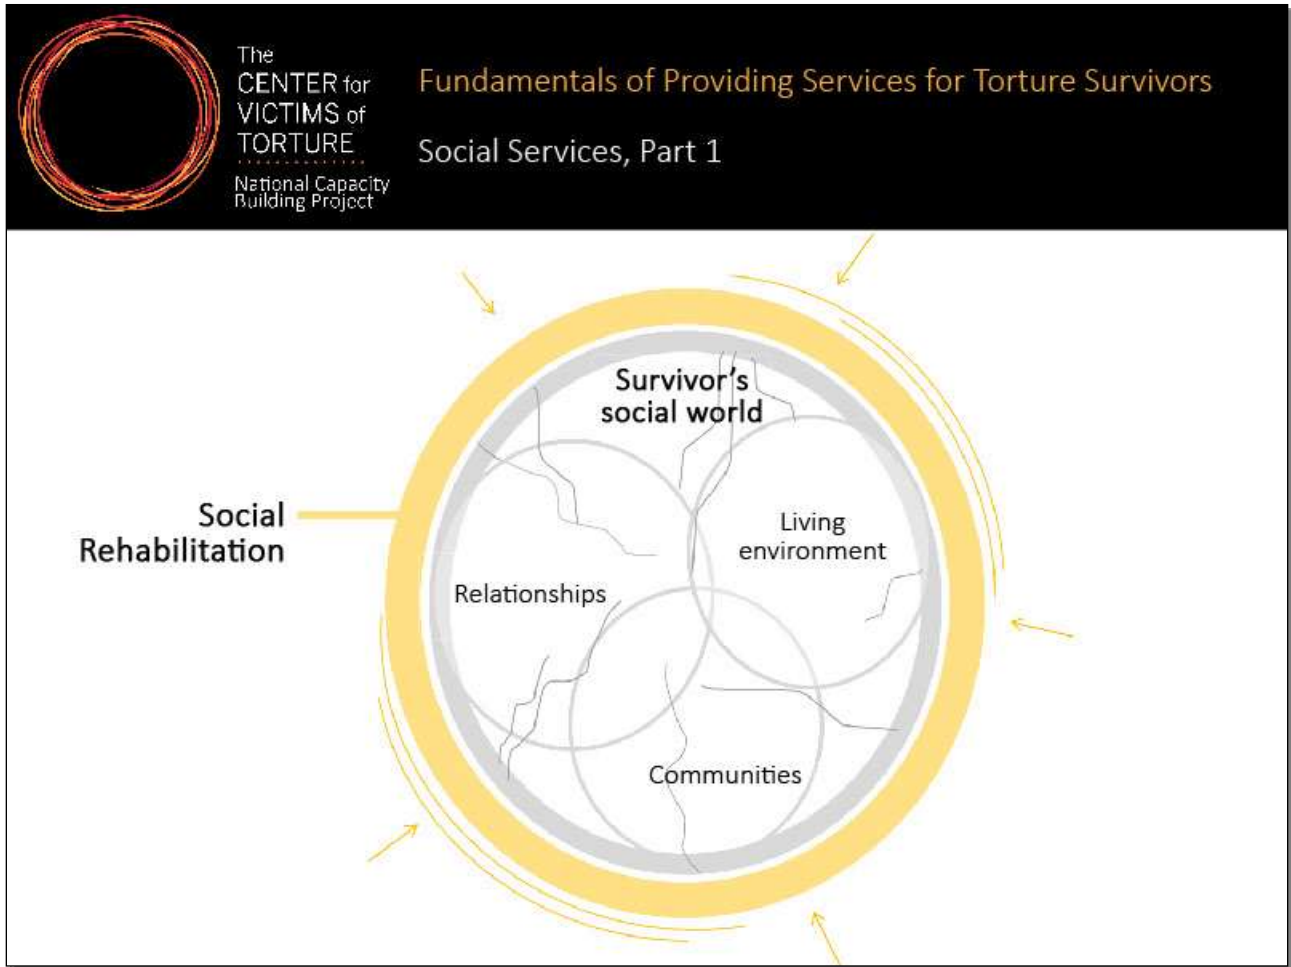 The
CENTER for
VICTIMS of
TORTURE
National Capacity
Building Project
Fundamentals of Providing Services for Torture Survivors
Social Services, Part 1
Survivor's
social world
Social
Rehabilitation
Living
environment
Relationships
Communities